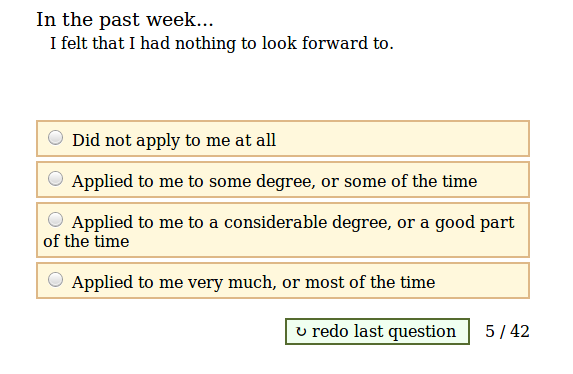 In the past week...
I felt that I had nothing to look forward to.
Did not apply to me at all
Applied to me to some degree, or some of the time
Applied to me to a considerable degree, or a good part
of the time
Applied to me very much, or most of the time
↻ redo last question 5 / 42